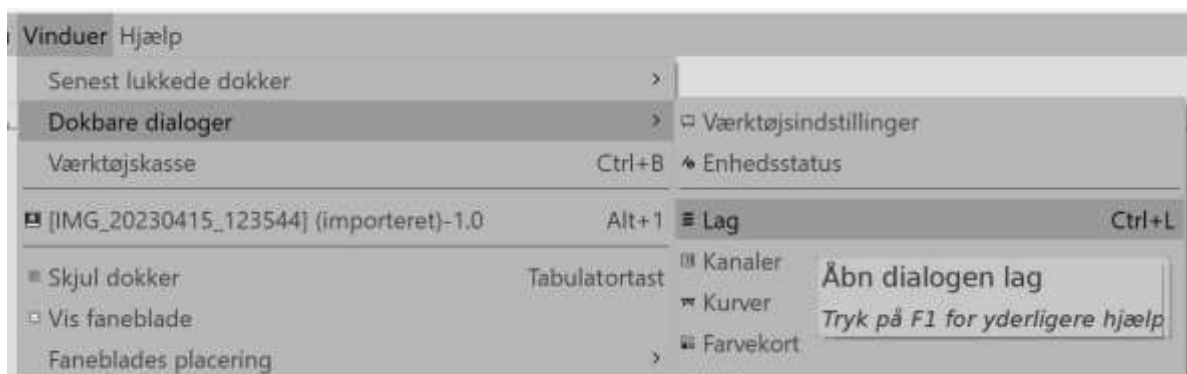 Vinduer Hjælp
Senest lukkede dokker >
Dokbare dialoger >
Værktøjskasse Ctrl+B
[IMG_20230415_123544] (importeret)-1.0 Alt+1
Skjul dokker Tabulatortast
Vis faneblade
Faneblades placering >
Værktøjsindstillinger
Enhedsstatus
Lag Ctrl+L
Kanaler
Kurver
Farvekort
Åbn dialogen lag
Tryk på F1 for yderligere hjælp